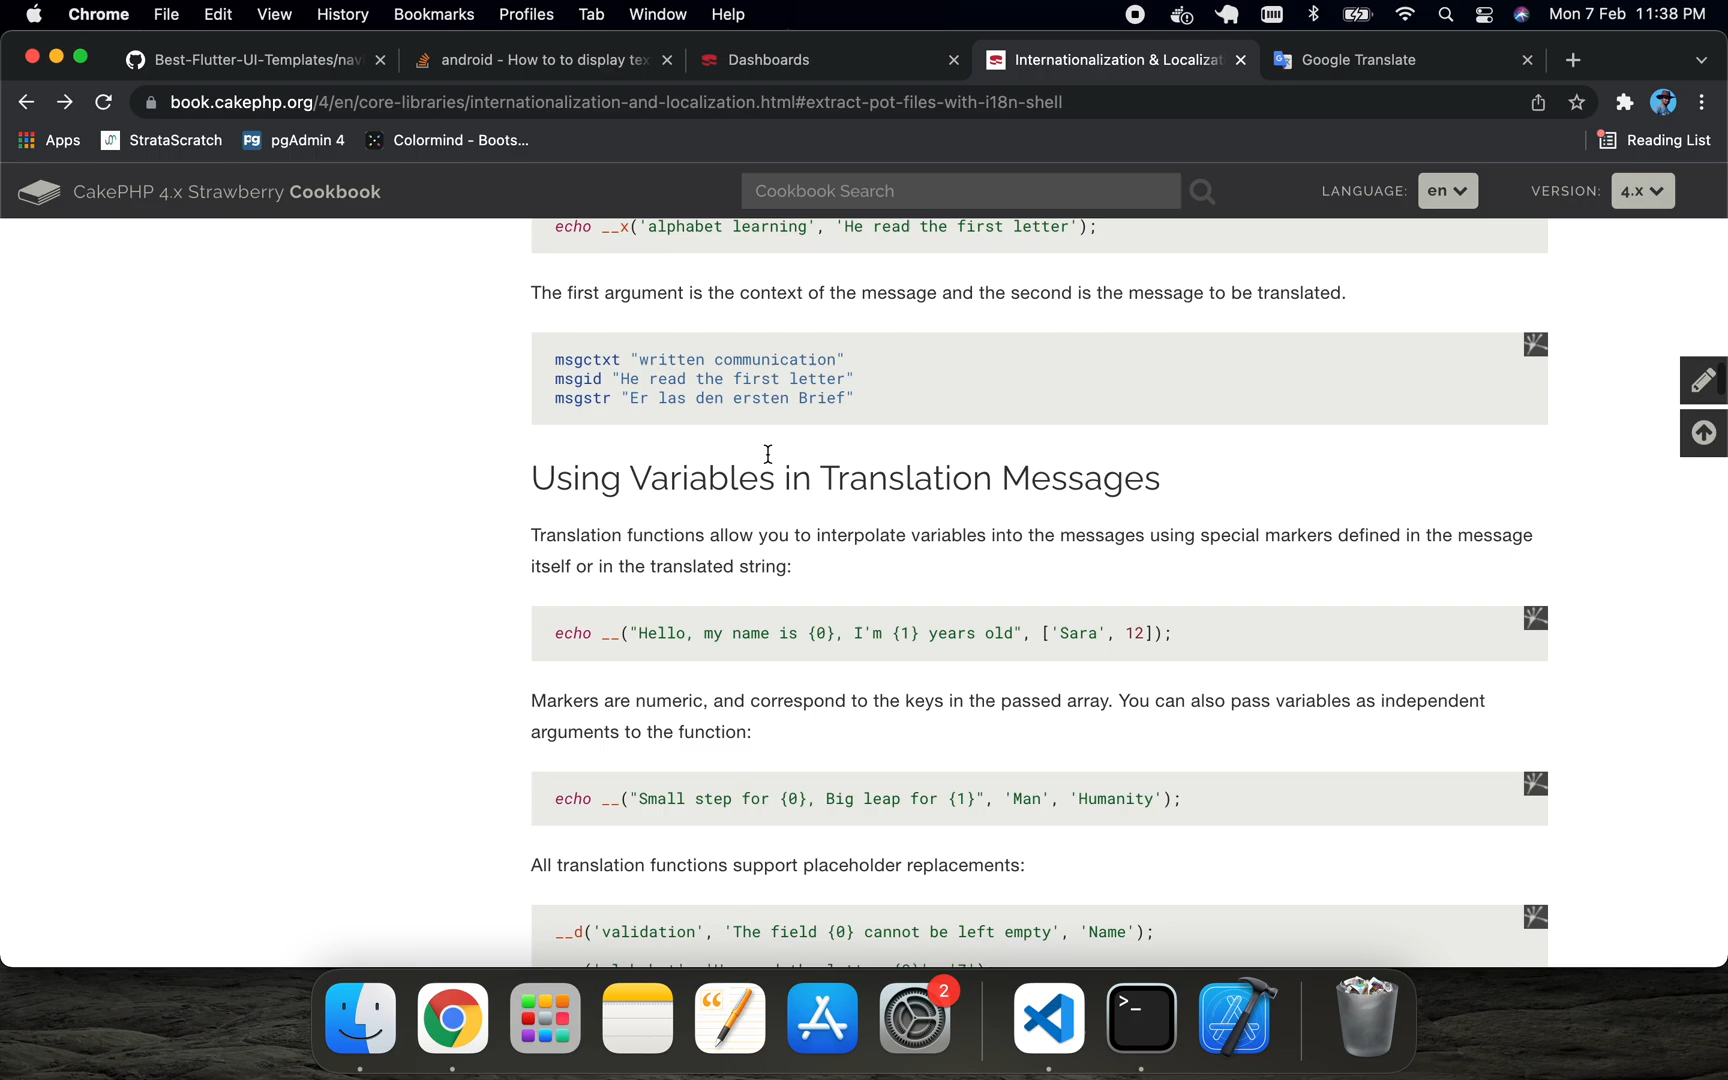 Chrome File Edit View History Bookmarks Profiles Tab Window Help Mon 7 Feb 11:38 PM
Best-Flutter-UI-Templates/navi android - How to to display tex Dashboards Internationalization & Localizat Google Translate
book.cakephp.org/4/en/core-libraries/internationalization-and-localization.html#extract-pot-files-with-i18n-shell
Apps StrataScratch pg pgAdmin 4 Colormind - Boots... Reading List
CakePHP 4.x Strawberry Cookbook Cookbook Search LANGUAGE: en VERSION: 4.x
echo __x('alphabet learning', 'He read the first letter');
The first argument is the context of the message and the second is the message to be translated.
msgctxt "written communication"
msgid "He read the first letter"
msgstr "Er las den ersten Brief"
Using Variables in Translation Messages
Translation functions allow you to interpolate variables into the messages using special markers defined in the message
itself or in the translated string:
echo __("Hello, my name is {0}, I'm {1} years old", ['Sara', 12]);
Markers are numeric, and correspond to the keys in the passed array. You can also pass variables as independent
arguments to the function:
echo __("Small step for {0}, Big leap for {1}", 'Man', 'Humanity');
All translation functions support placeholder replacements:
__d('validation', 'The field {0} cannot be left empty', 'Name');
2